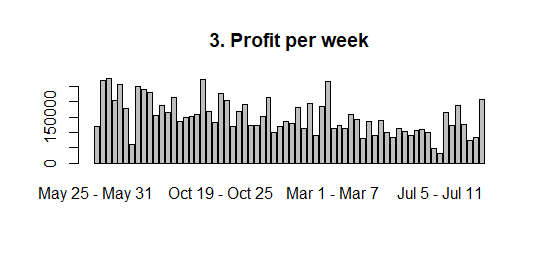 3. Profit per week
150000
0
May 25 - May 31 Oct 19 - Oct 25 Mar 1 - Mar 7 Jul 5 - Jul 11